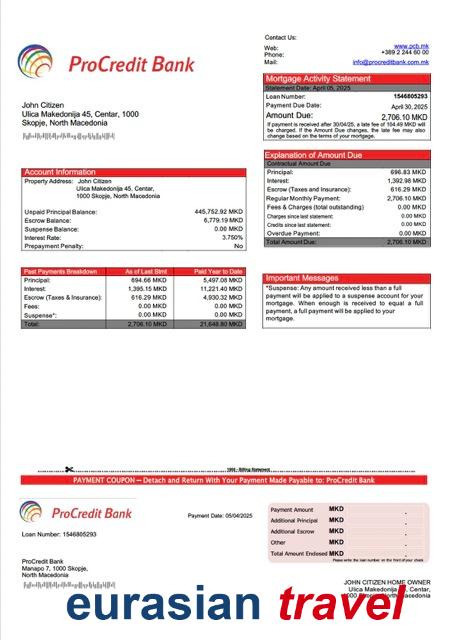 Contact Us:
Web: www.pcb.mk
Phone: +389 2 244 60 00
Mail: info@procreditbank.com.mk
ProCredit Bank
Mortgage Activity Statement
Statement Date: April 05, 2025
Loan Number: 1546805293
Payment Due Date: April 30, 2025
Amount Due: 2,706.10 MKD
If payment is received after 30/04/25, a late fee of 104.49 MKD will
be charged. If the Amount Due changes, the late fee may also
change based on the terms of your mortgage.
John Citizen
Ulica Makedonija 45, Centar, 1000
Skopje, North Macedonia
Explanation of Amount Due
Contractual Amount Due
Principal: 696.83 MKD
Interest: 1,392.98 MKD
Escrow (Taxes and Insurance): 616.29 MKD
Regular Monthly Payment: 2,706.10 MKD
Fees & Charges (total outstanding) 0.00 MKD
Charges since last statement: 0.00 MKD
Credits since last statement: 0.00 MKD
Overdue Payment: 0.00 MKD
Total Amount Due: 2,706.10 MKD
Account Information
Property Address: John Citizen
Ulica Makedonija 45, Centar,
1000 Skopje, North Macedonia
Unpaid Principal Balance: 445,752.92 MKD
Escrow Balance: 6,779.19 MKD
Suspense Balance: 0.00 MKD
Interest Rate: 3.750%
Prepayment Penalty: No
Past Payments Breakdown As of Last Stmt Paid Year to Date
Principal: 694.66 MKD 5,497.08 MKD
Interest: 1,395.15 MKD 11,221.40 MKD
Escrow (Taxes & Insurance): 616.29 MKD 4,930.32 MKD
Fees: 0.00 MKD 0.00 MKD
Suspense*: 0.00 MKD 0.00 MKD
Total: 2,706.10 MKD 21,648.80 MKD
Important Messages
*Suspense: Any amount received less than a full
payment will be applied to a suspense account for your
mortgage. When enough is received to equal a full
payment, a full payment will be applied to your
mortgage.
Billing Statement
PAYMENT COUPON – Detach and Return With Your Payment Made Payable to: ProCredit Bank
ProCredit Bank
Payment Date: 05/04/2025
Loan Number: 1546805293
Payment Amount MKD
Additional Principal MKD
Additional Escrow MKD
Other MKD
Total Amount Endosed MKD
Please write the loan number on the front of your check
ProCredit Bank
Manapo 7, 1000 Skopje,
North Macedonia
JOHN CITIZEN HOME OWNER
Ulica Makedonija
1000 Skopje, North Macedonia
eurasian travel